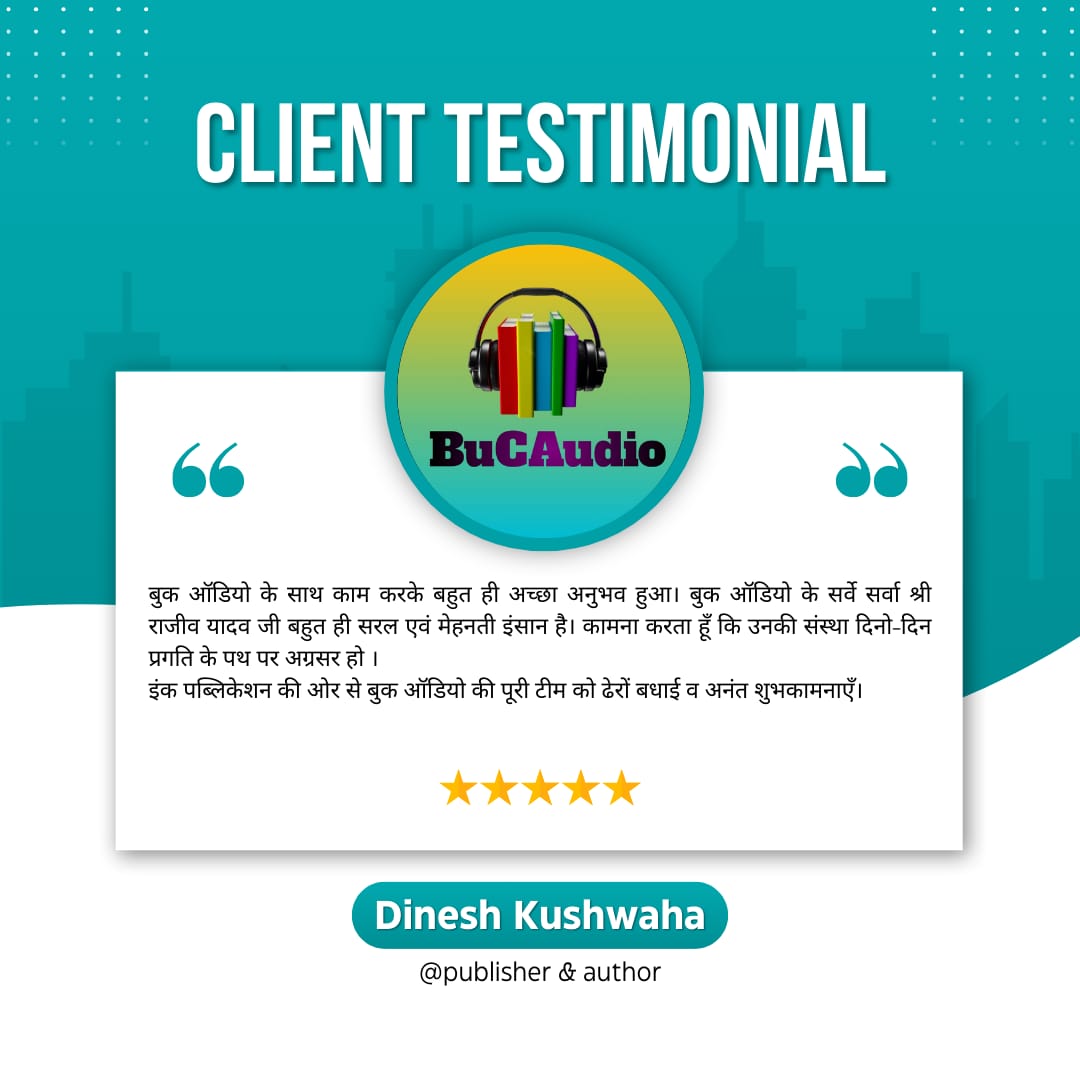 CLIENT TESTIMONIAL
BuCAudio
बुक ऑडियो के साथ काम करके बहुत ही अच्छा अनुभव हुआ। बुक ऑडियो के सर्वे सर्वा श्री
राजीव यादव जी बहुत ही सरल एवं मेहनती इंसान है। कामना करता हूँ कि उनकी संस्था दिनो-दिन
प्रगति के पथ पर अग्रसर हो ।
इंक पब्लिकेशन की ओर से बुक ऑडियो की पूरी टीम को ढेरों बधाई व अनंत शुभकामनाएँ।
Dinesh Kushwaha
@publisher & author